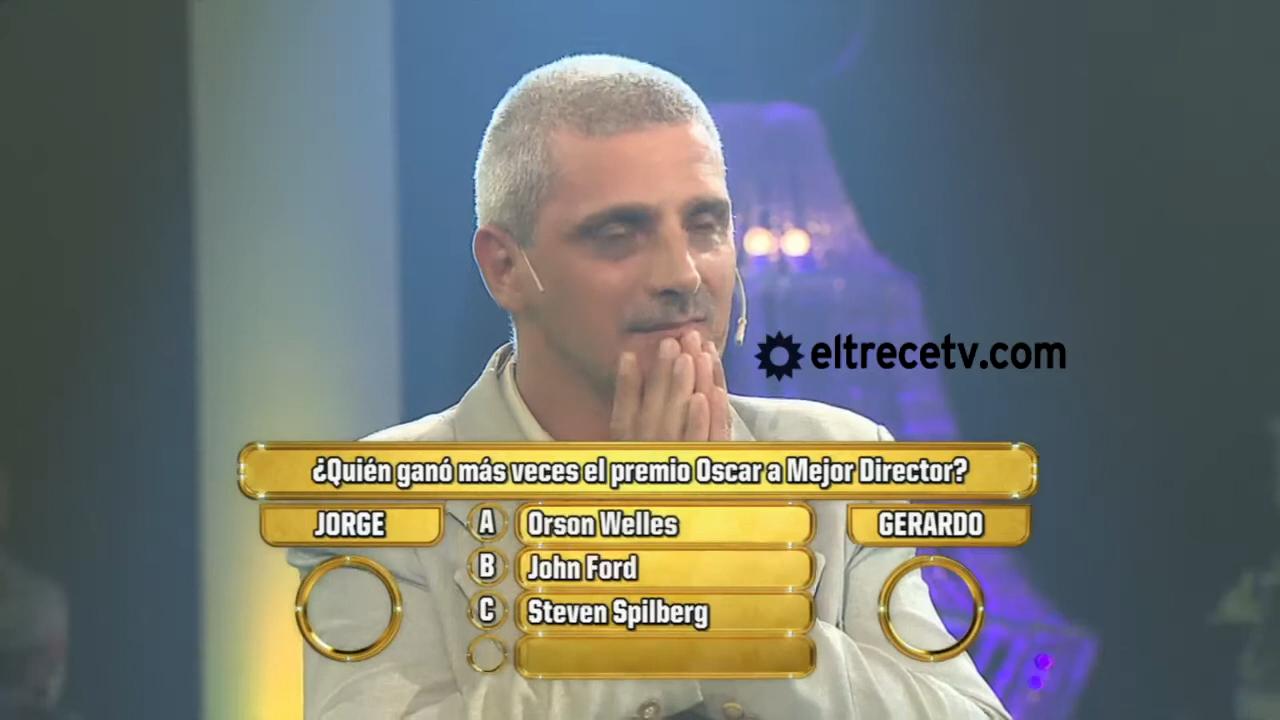 eltrecetv.com
¿Quién ganó más veces el premio Oscar a Mejor Director?
JORGE
A Orson Welles
GERARDO
B John Ford
C Steven Spilberg